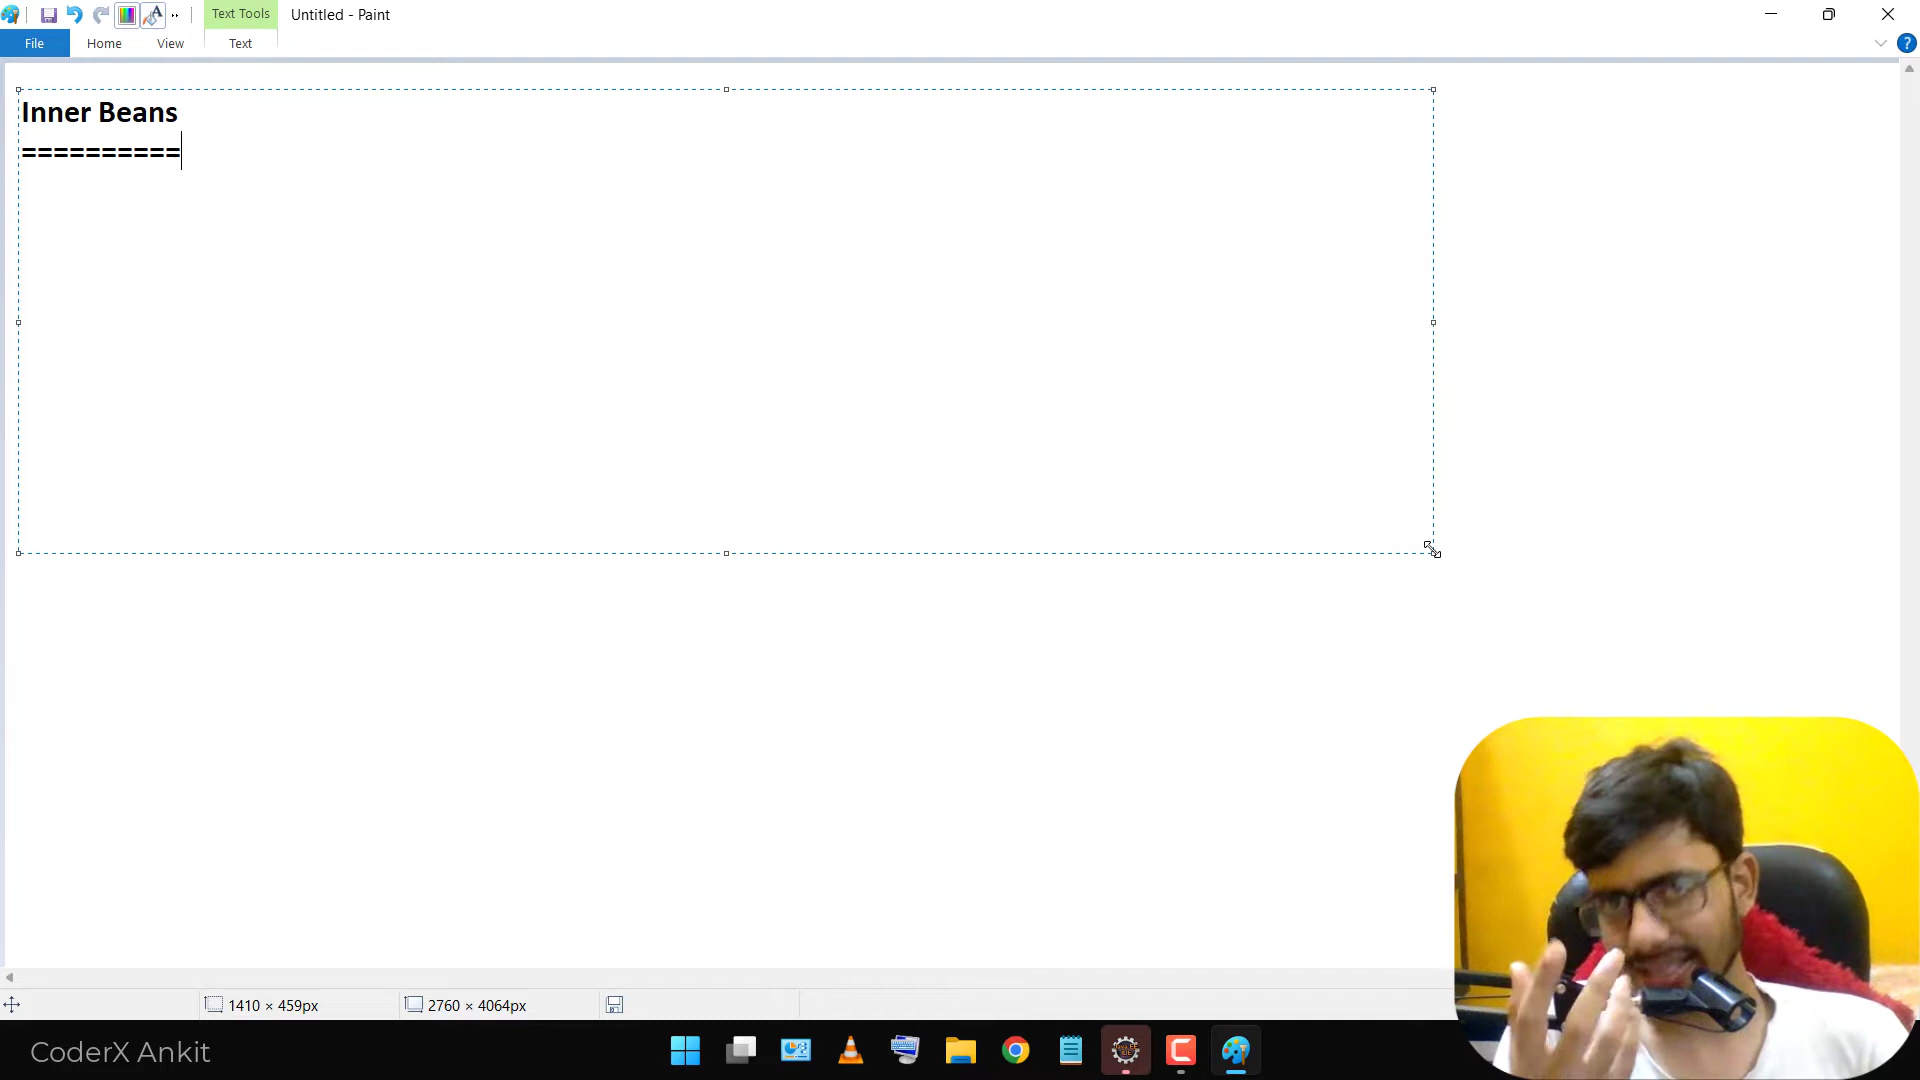 Text Tools
Untitled - Paint
File
Home
View
Text
?
Inner Beans
==========
1410 × 459px
2760 × 4064px
CoderX Ankit